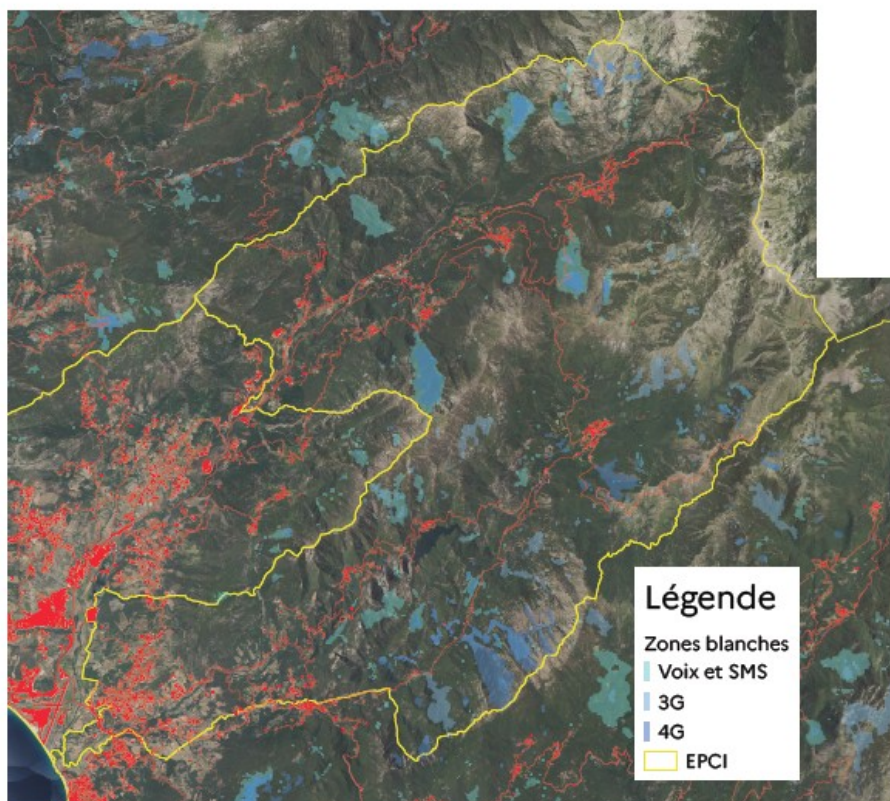 Légende
Zones blanches
Voix et SMS
3G
4G
EPCI